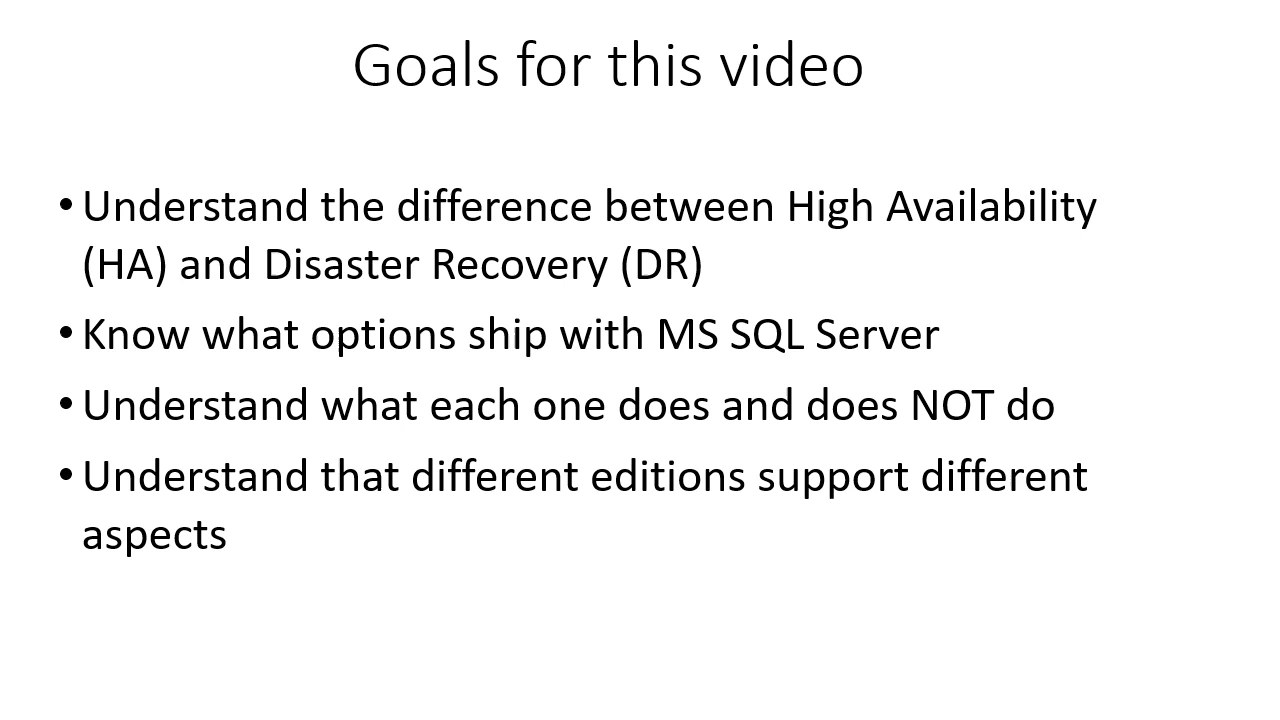 Goals for this video
• Understand the difference between High Availability
(HA) and Disaster Recovery (DR)
• Know what options ship with MS SQL Server
• Understand what each one does and does NOT do
• Understand that different editions support different
aspects